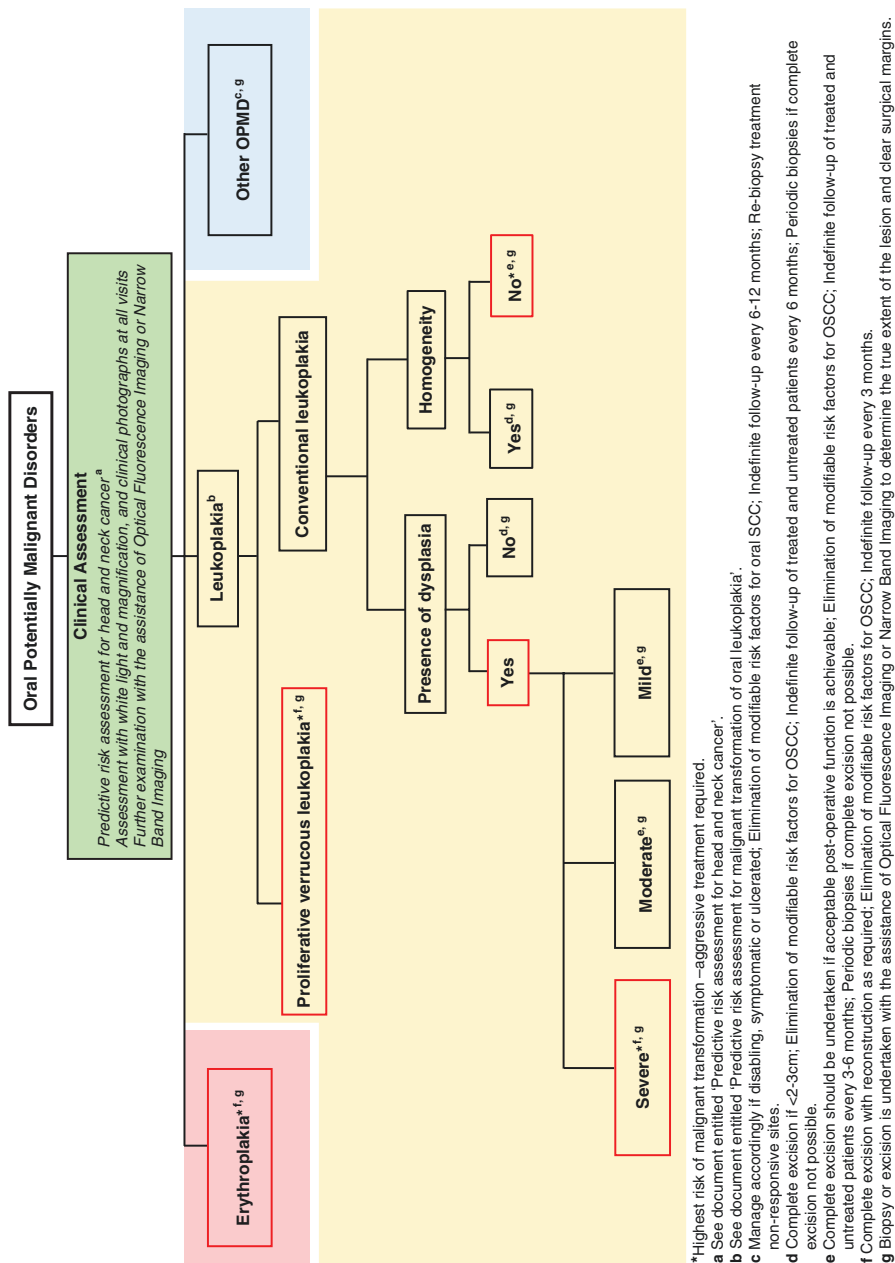 Oral Potentially Malignant Disorders
Clinical Assessment
Predictive risk assessment for head and neck cancer a
Assessment with white light and magnification, and clinical photographs at all visits
Further examination with the assistance of Optical Fluorescence Imaging or Narrow
Band Imaging
Erythroplakia*f, g
Leukoplakia b
Other OPMD c, g
Proliferative verrucous leukoplakia*f, g
Conventional leukoplakia
Presence of dysplasia
Homogeneity
Yes
No d, g
Yes d, g
No* e, g
Severe*f, g
Moderate e, g
Mild e, g
*Highest risk of malignant transformation –aggressive treatment required.
a See document entitled 'Predictive risk assessment for head and neck cancer'.
b See document entitled 'Predictive risk assessment for malignant transformation of oral leukoplakia'.
c Manage accordingly if disabling, symptomatic or ulcerated; Elimination of modifiable risk factors for oral SCC; Indefinite follow-up every 6-12 months; Re-biopsy treatment
non-responsive sites.
d Complete excision if <2-3cm; Elimination of modifiable risk factors for OSCC; Indefinite follow-up of treated and untreated patients every 6 months; Periodic biopsies if complete
excision not possible.
e Complete excision should be undertaken if acceptable post-operative function is achievable; Elimination of modifiable risk factors for OSCC; Indefinite follow-up of treated and
untreated patients every 3-6 months; Periodic biopsies if complete excision not possible.
f Complete excision with reconstruction as required; Elimination of modifiable risk factors for OSCC; Indefinite follow-up every 3 months.
g Biopsy or excision is undertaken with the assistance of Optical Fluorescence Imaging or Narrow Band Imaging to determine the true extent of the lesion and clear surgical margins.